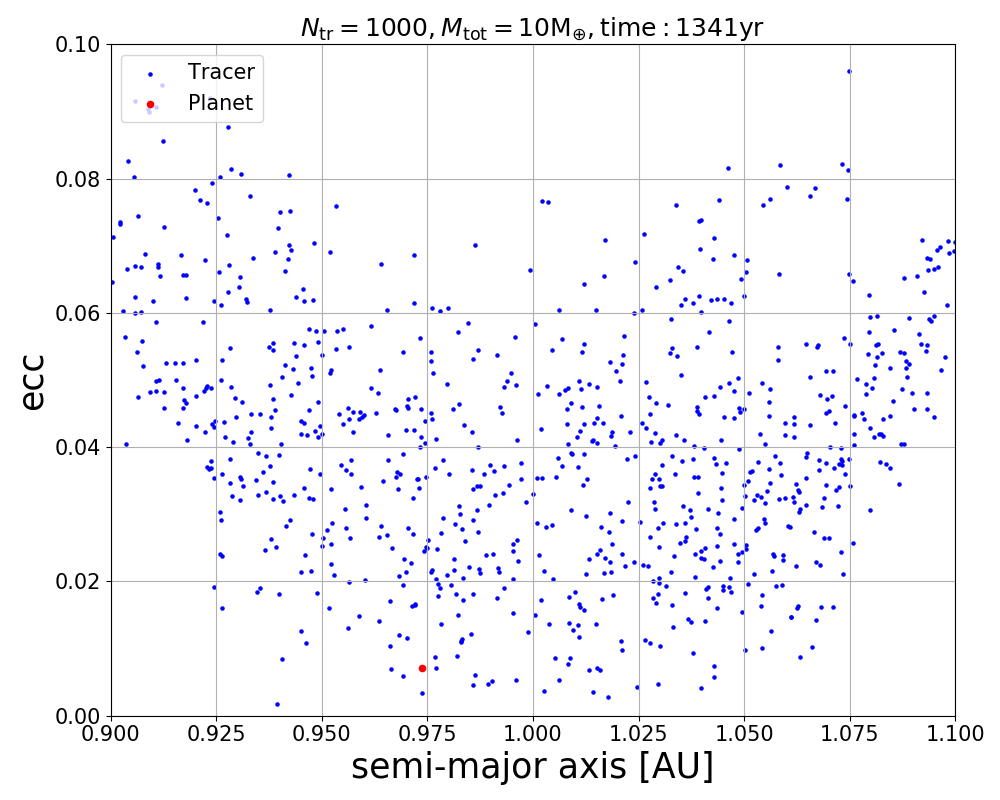 N_tr = 1000, M_tot = 10M_⊕, time : 1341yr
Tracer
Planet
0.10
0.08
0.06
0.04
0.02
0.00
ecc
0.900 0.925 0.950 0.975 1.000 1.025 1.050 1.075 1.100
semi-major axis [AU]